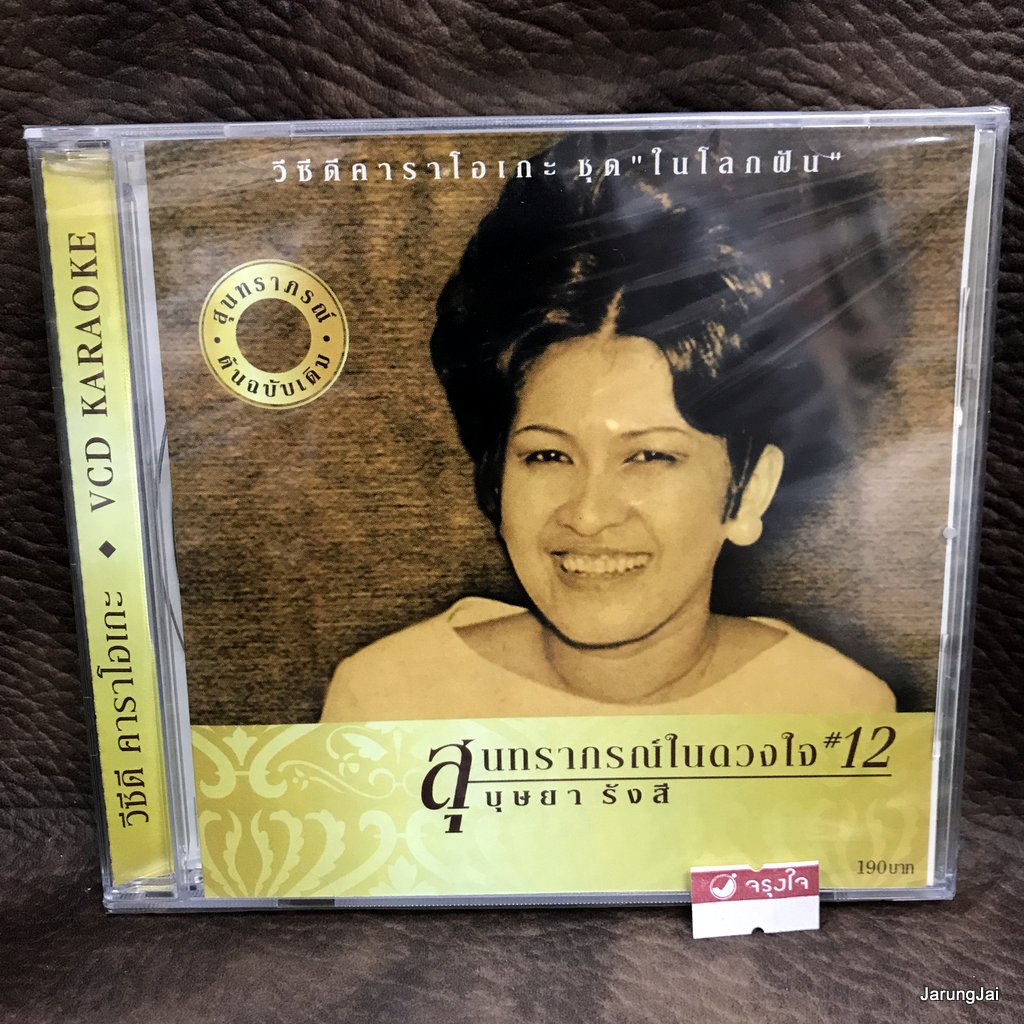 วีซีดีคาราโอเกะ ชุด "ในโลกฝัน"
• สุนทราภรณ์ •
ต้นฉบับเดิม
วีซีดี คาราโอเกะ ◆ VCD KARAOKE
สุนทราภรณ์ในดวงใจ #12
บุษยา รังสี
190บาท
จรุงใจ
JarungJai